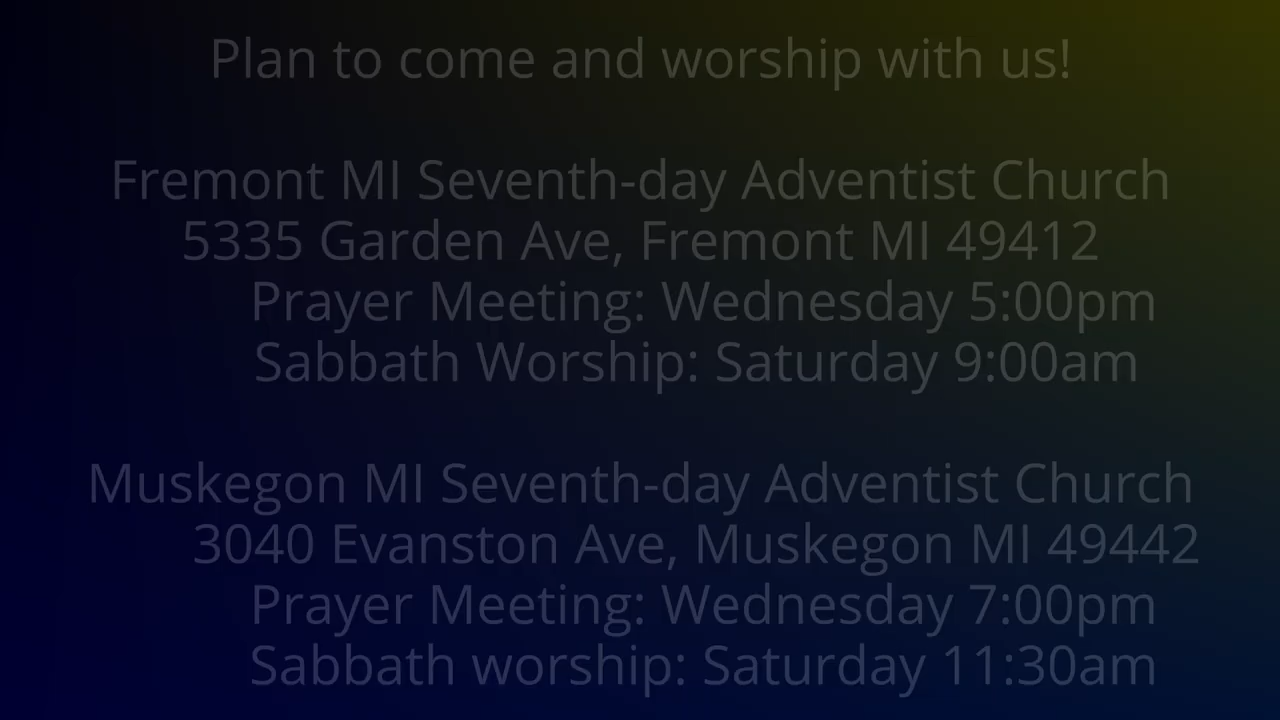 Plan to come and worship with us!
Fremont MI Seventh-day Adventist Church
5335 Garden Ave, Fremont MI 49412
Prayer Meeting: Wednesday 5:00pm
Sabbath Worship: Saturday 9:00am
Muskegon MI Seventh-day Adventist Church
3040 Evanston Ave, Muskegon MI 49442
Prayer Meeting: Wednesday 7:00pm
Sabbath worship: Saturday 11:30am